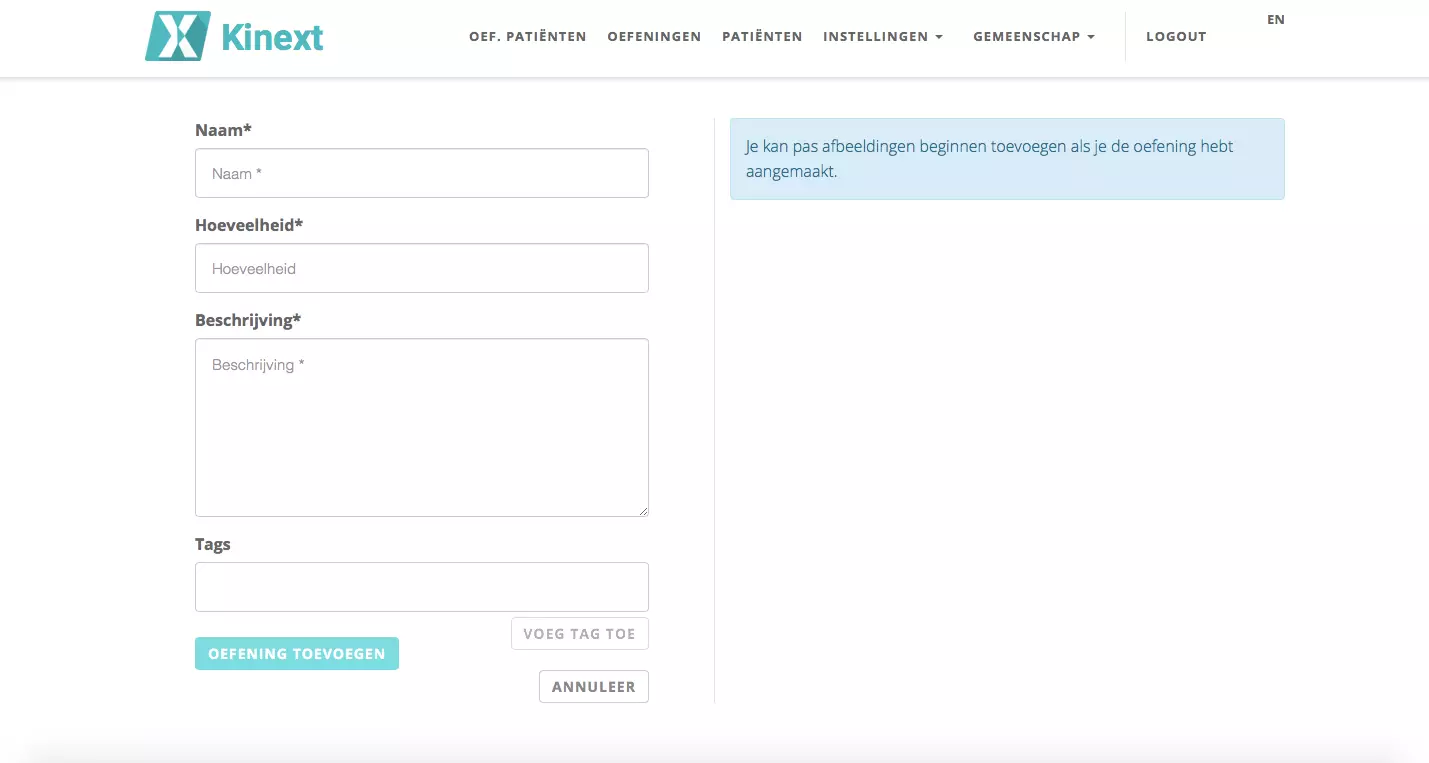 Kinext
OEF. PATIËNTEN OEFENINGEN PATIËNTEN INSTELLINGEN GEMEENSCHAP LOGOUT EN
Naam*
Naam *
Hoeveelheid*
Hoeveelheid
Beschrijving*
Beschrijving *
Tags
VOEG TAG TOE
OEFENING TOEVOEGEN
ANNULEER
Je kan pas afbeeldingen beginnen toevoegen als je de oefening hebt
aangemaakt.